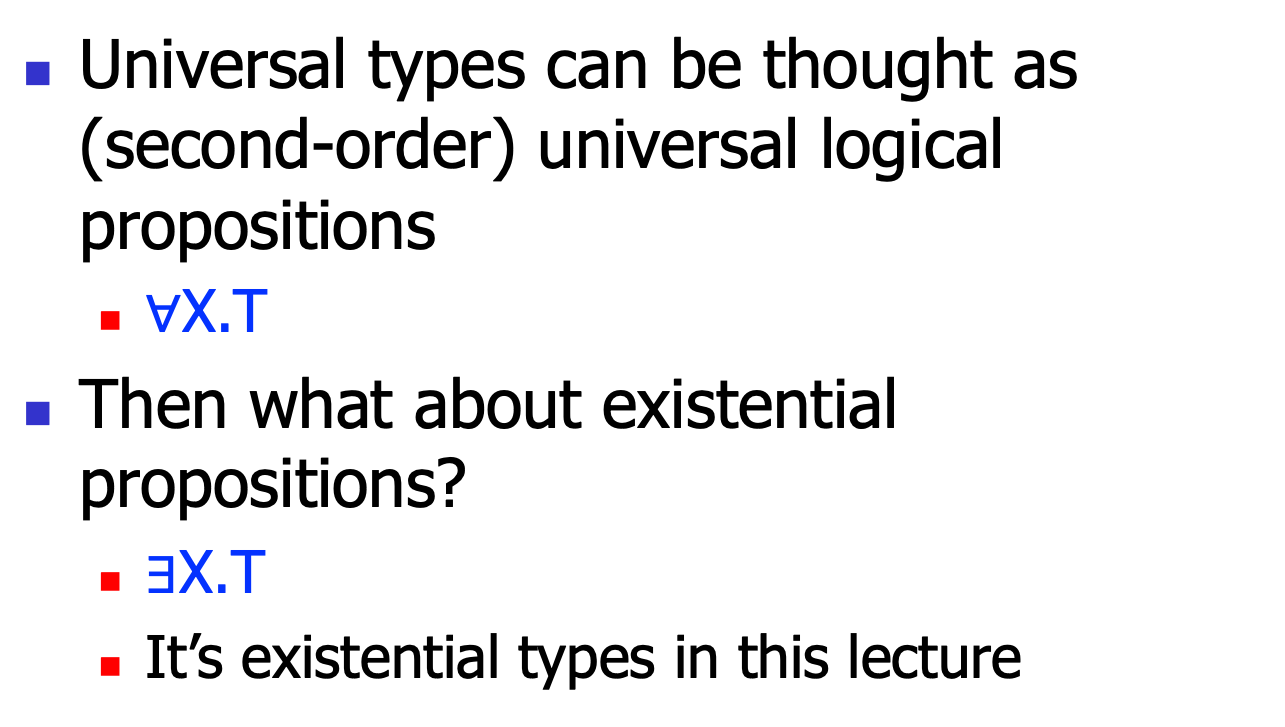 Universal types can be thought as
(second-order) universal logical
propositions
∀X.T
Then what about existential
propositions?
∃X.T
It’s existential types in this lecture